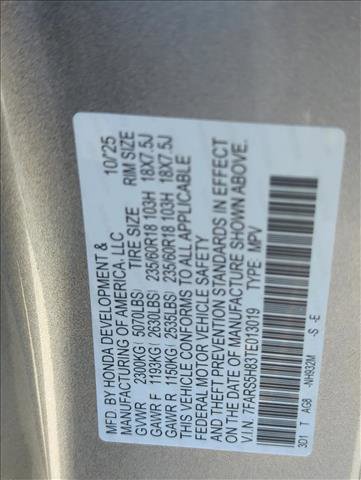 MFD. BY HONDA DEVELOPMENT & 10/25
MANUFACTURING OF AMERICA, LLC
TIRE SIZE RIM SIZE
GVWR 2300KG ( 5070LBS)
GAWR F 1193KG ( 2630LBS) 235/60R18 103H 18X7.5J
GAWR R 1150KG ( 2535LBS) 235/60R18 103H 18X7.5J
THIS VEHICLE CONFORMS TO ALL APPLICABLE
FEDERAL MOTOR VEHICLE SAFETY
AND THEFT PREVENTION STANDARDS IN EFFECT
ON THE DATE OF MANUFACTURE SHOWN ABOVE.
V.I.N. 7FARS5H83TE013019 TYPE: MPV
3D1 T AG8 -NH932M -S -E